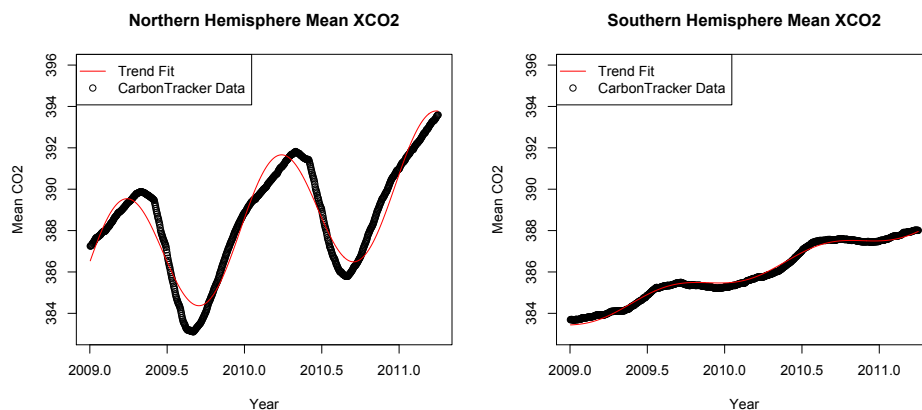 Northern Hemisphere Mean XCO2
Trend Fit
CarbonTracker Data
396
394
392
390
388
386
384
Mean CO2
2009.0
2009.5
2010.0
2010.5
2011.0
Year
Southern Hemisphere Mean XCO2
Trend Fit
CarbonTracker Data
396
394
392
390
388
386
384
Mean CO2
2009.0
2009.5
2010.0
2010.5
2011.0
Year